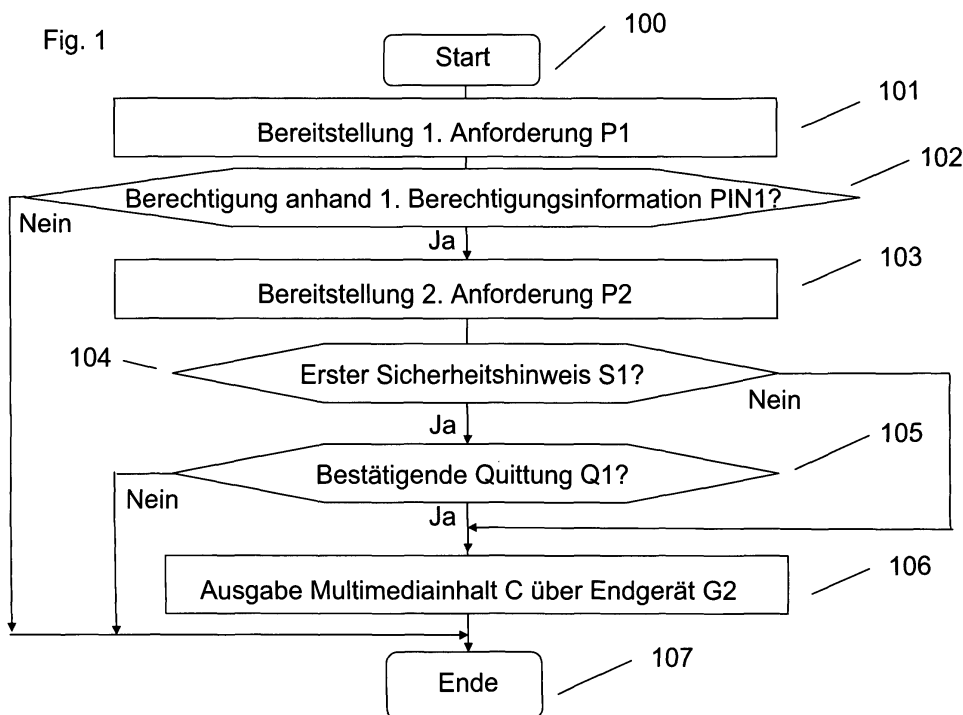 Fig. 1
100
Start
101
Bereitstellung 1. Anforderung P1
102
Berechtigung anhand 1. Berechtigungsinformation PIN1?
Nein
Ja
103
Bereitstellung 2. Anforderung P2
104
Erster Sicherheitshinweis S1?
Nein
Ja
105
Bestätigende Quittung Q1?
Nein
Ja
106
Ausgabe Multimediainhalt C über Endgerät G2
107
Ende